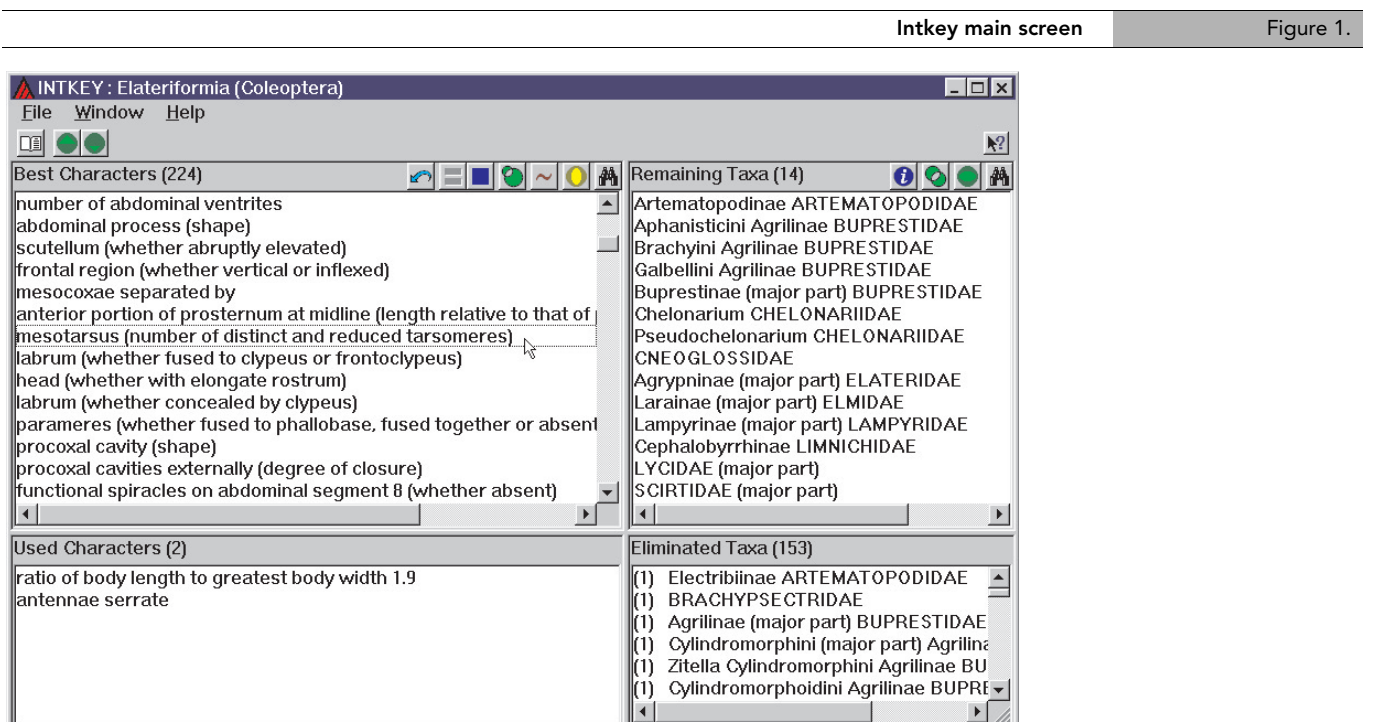 Intkey main screen
Figure 1.
INTKEY : Elateriformia (Coleoptera)
File Window Help
Best Characters (224)
number of abdominal ventrites
abdominal process (shape)
scutellum (whether abruptly elevated)
frontal region (whether vertical or inflexed)
mesocoxae separated by
anterior portion of prosternum at midline (length relative to that of
mesotarsus (number of distinct and reduced tarsomeres)
labrum (whether fused to clypeus or frontoclypeus)
head (whether with elongate rostrum)
labrum (whether concealed by clypeus)
parameres (whether fused to phallobase, fused together or absent
procoxal cavity (shape)
procoxal cavities externally (degree of closure)
functional spiracles on abdominal segment 8 (whether absent)
Remaining Taxa (14)
Artematopodinae ARTEMATOPODIDAE
Aphanisticini Agrilinae BUPRESTIDAE
Brachyini Agrilinae BUPRESTIDAE
Galbellini Agrilinae BUPRESTIDAE
Buprestinae (major part) BUPRESTIDAE
Chelonarium CHELONARIIDAE
Pseudochelonarium CHELONARIIDAE
CNEOGLOSSIDAE
Agrypninae (major part) ELATERIDAE
Larainae (major part) ELMIDAE
Lampyrinae (major part) LAMPYRIDAE
Cephalobyrrhinae LIMNICHIDAE
LYCIDAE (major part)
SCIRTIDAE (major part)
Used Characters (2)
ratio of body length to greatest body width 1.9
antennae serrate
Eliminated Taxa (153)
(1) Electribiinae ARTEMATOPODIDAE
(1) BRACHYPSECTRIDAE
(1) Agrilinae (major part) BUPRESTIDAE
(1) Cylindromorphini (major part) Agrilina
(1) Zitella Cylindromorphini Agrilinae BU
(1) Cylindromorphoidini Agrilinae BUPRE